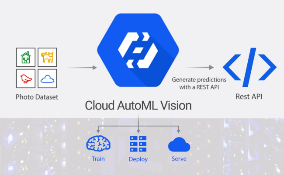 Photo Dataset
Generate predictions
with a REST API
Rest API
Cloud AutoML Vision
Train
Deploy
Serve